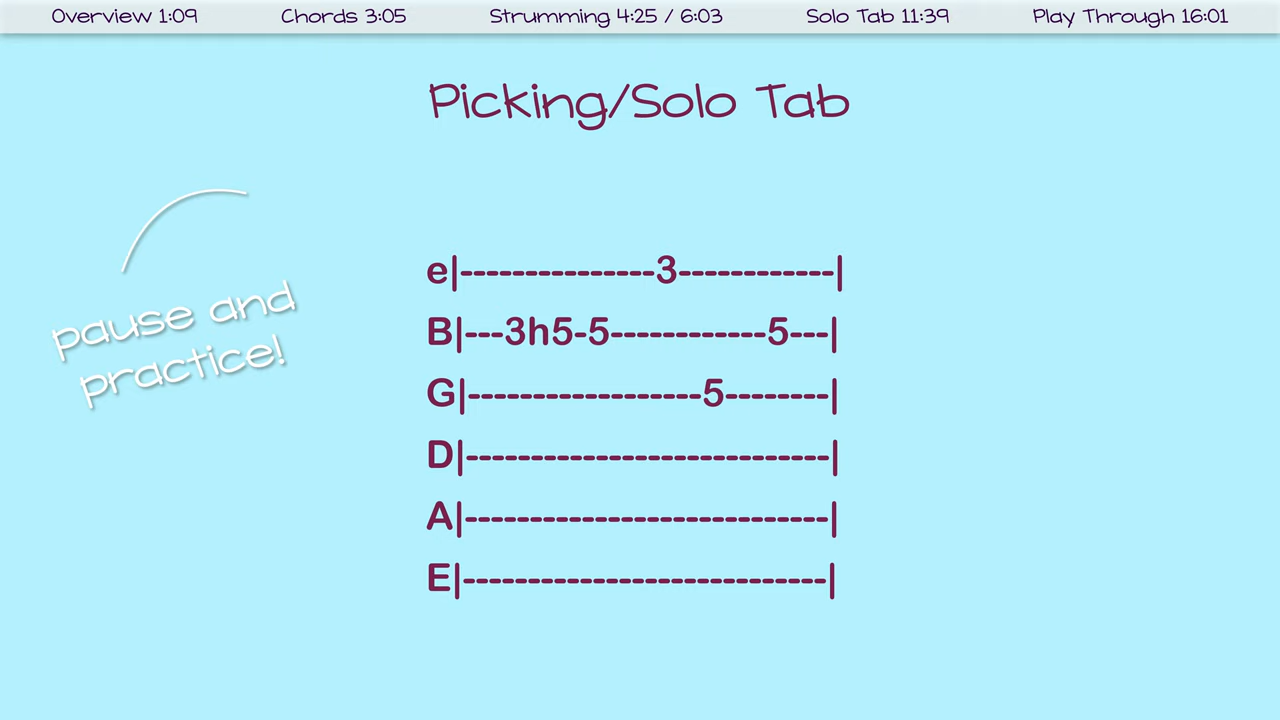 Overview 1:09 Chords 3:05 Strumming 4:25 / 6:03 Solo Tab 11:39 Play Through 16:01
Picking/Solo Tab
pause and
practice!
e|---------------3------------|
B|---3h5-5------------5---|
G|------------------5--------|
D|----------------------------|
A|----------------------------|
E|----------------------------|